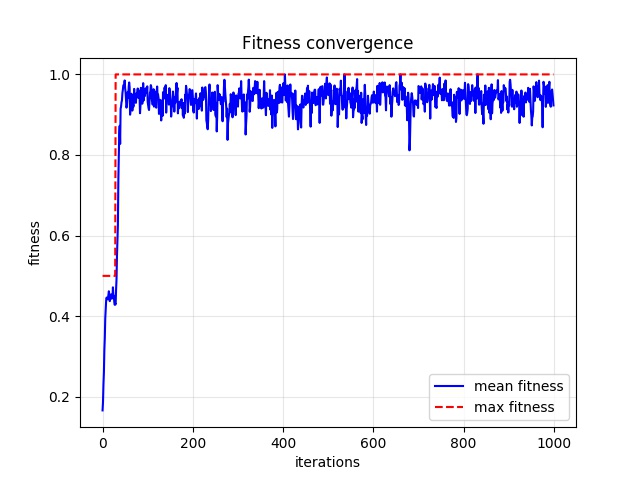 Fitness convergence
fitness
1.0
0.8
0.6
0.4
0.2
mean fitness
max fitness
0 200 400 600 800 1000
iterations